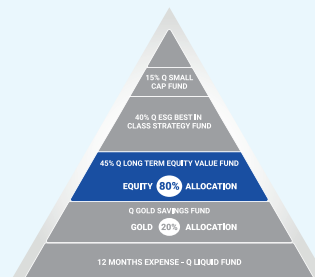 15% Q SMALL
CAP FUND
40% Q ESG BEST IN
CLASS STRATEGY FUND
45% Q LONG TERM EQUITY VALUE FUND
EQUITY 80% ALLOCATION
Q GOLD SAVINGS FUND
GOLD 20% ALLOCATION
12 MONTHS EXPENSE - Q LIQUID FUND